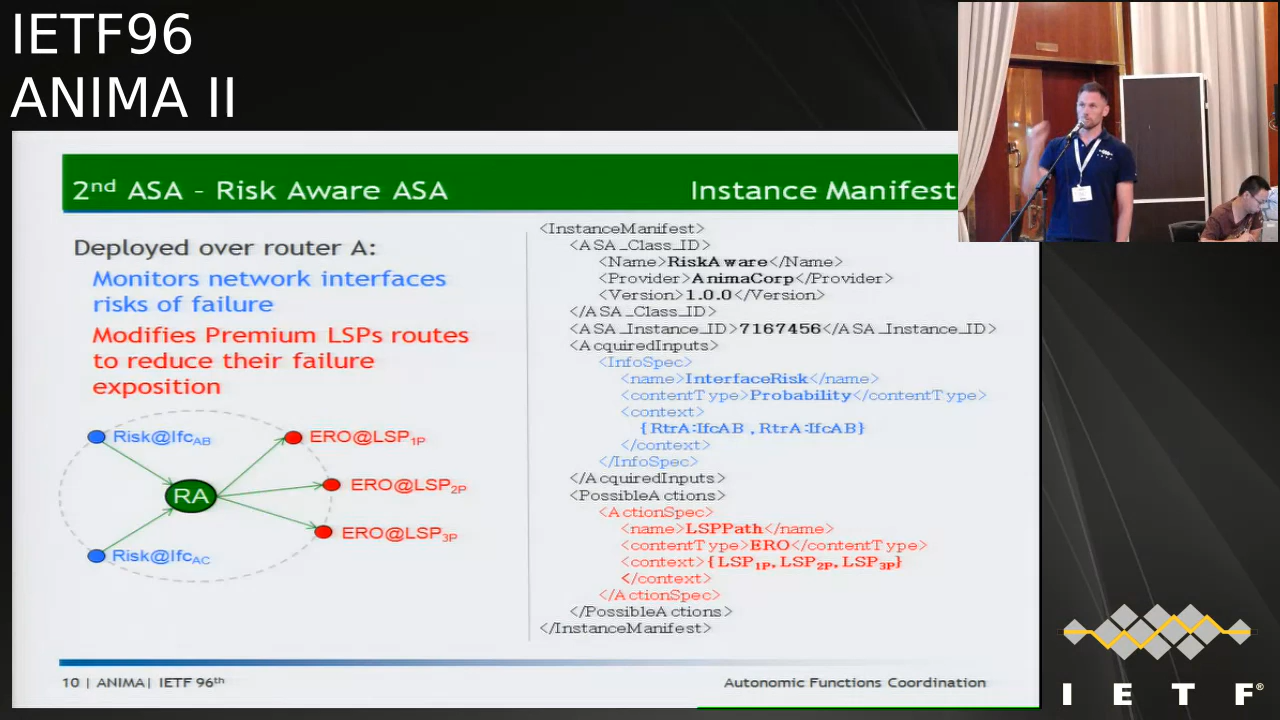 IETF96
ANIMA II
2nd ASA - Risk Aware ASA
Instance Manifest
Deployed over router A:
Monitors network interfaces
risks of failure
Modifies Premium LSPs routes
to reduce their failure
exposition
Risk@IfcAB
ERO@LSP1P
RA
ERO@LSP2P
ERO@LSP3P
Risk@IfcAC
<InstanceManifest>
<ASA_Class_ID>
<Name>RiskAware</Name>
<Provider>AnimaCorp</Provider>
<Version>1.0.0</Version>
</ASA_Class_ID>
<ASA_Instance_ID>7167456</ASA_Instance_ID>
<AcquiredInputs>
<InfoSpec>
<name>InterfaceRisk</name>
<contentType>Probability</contentType>
<context>
{RtrA:IfcAB , RtrA:IfcAB}
</context>
</InfoSpec>
</AcquiredInputs>
<PossibleActions>
<ActionSpec>
<name>LSPPath</name>
<contentType>ERO</contentType>
<context>{LSP1P, LSP2P, LSP3P}
</context>
</ActionSpec>
</PossibleActions>
</InstanceManifest>
10 | ANIMA| IETF 96th
Autonomic Functions Coordination
IETF®